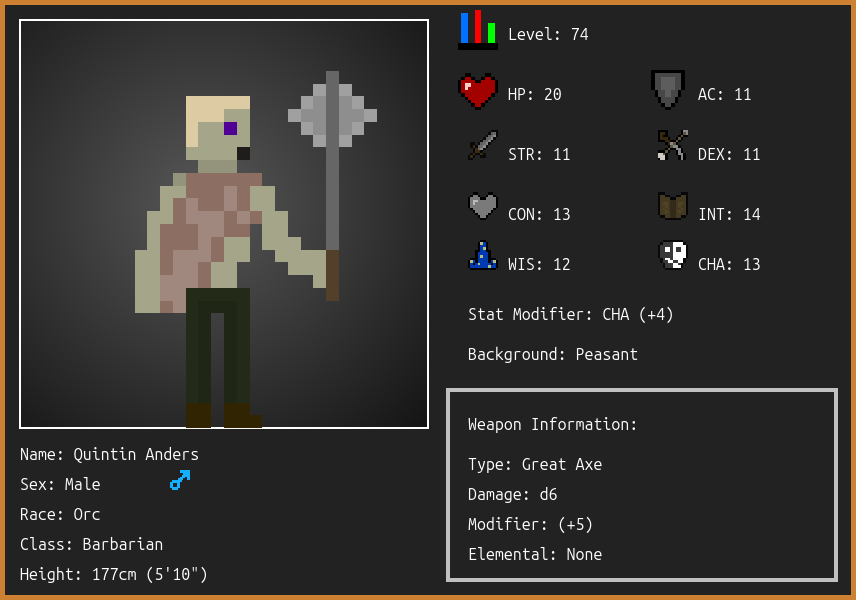 Level: 74
HP: 20
AC: 11
STR: 11
DEX: 11
CON: 13
INT: 14
WIS: 12
CHA: 13
Stat Modifier: CHA (+4)
Background: Peasant
Weapon Information:
Type: Great Axe
Damage: d6
Modifier: (+5)
Elemental: None
Name: Quintin Anders
Sex: Male
Race: Orc
Class: Barbarian
Height: 177cm (5'10")